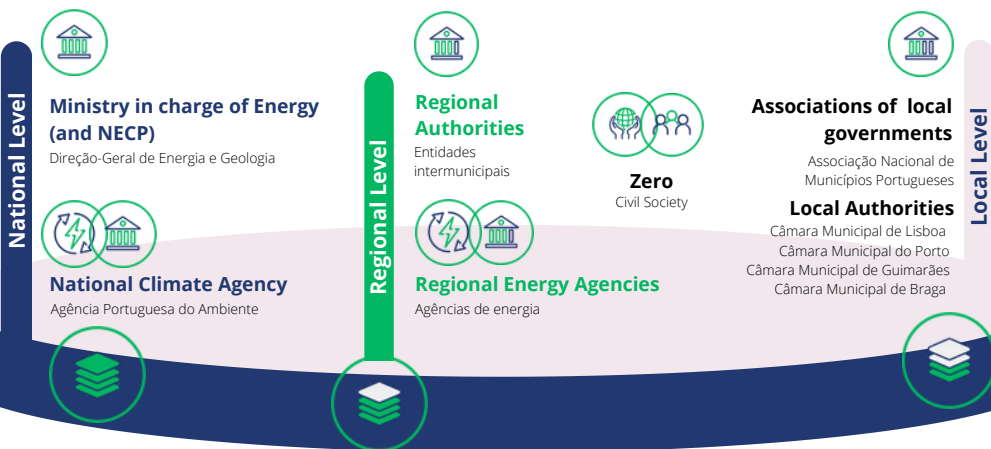 National Level
Ministry in charge of Energy
(and NECP)
Direção-Geral de Energia e Geologia
National Climate Agency
Agência Portuguesa do Ambiente
Regional Level
Regional
Authorities
Entidades
intermunicipais
Regional Energy Agencies
Agências de energia
Zero
Civil Society
Associations of local
governments
Associação Nacional de
Municípios Portugueses
Local Authorities
Câmara Municipal de Lisboa
Câmara Municipal do Porto
Câmara Municipal de Guimarães
Câmara Municipal de Braga
Local Level